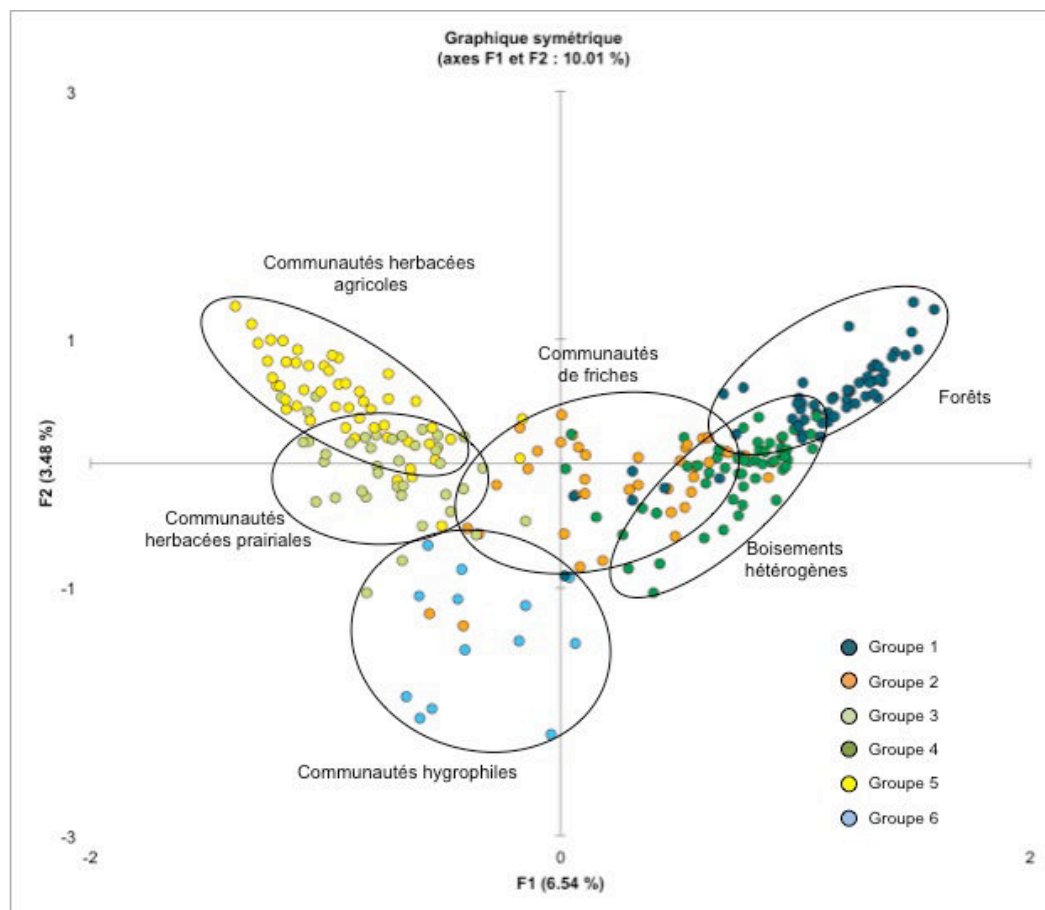 Graphique symétrique
(axes F1 et F2 : 10.01 %)
3
Communautés herbacées
agricoles
1
Communautés
de friches
Forêts
F2 (3.48 %)
Communautés
herbacées prairiales
Boisements
hétérogènes
-1
Groupe 1
Groupe 2
Groupe 3
Groupe 4
Groupe 5
Groupe 6
Communautés hygrophiles
-3
-2
0
2
F1 (6.54 %)